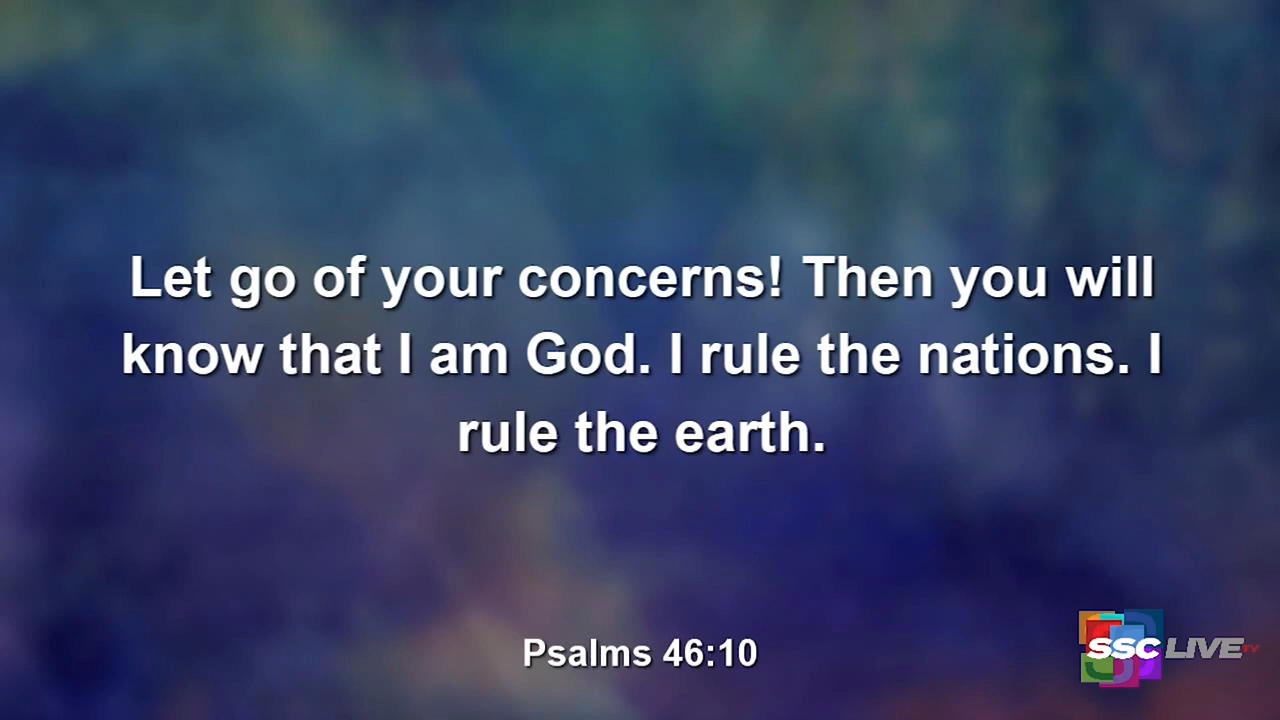 Let go of your concerns! Then you will
know that I am God. I rule the nations. I
rule the earth.
Psalms 46:10
SSC LIVE TV